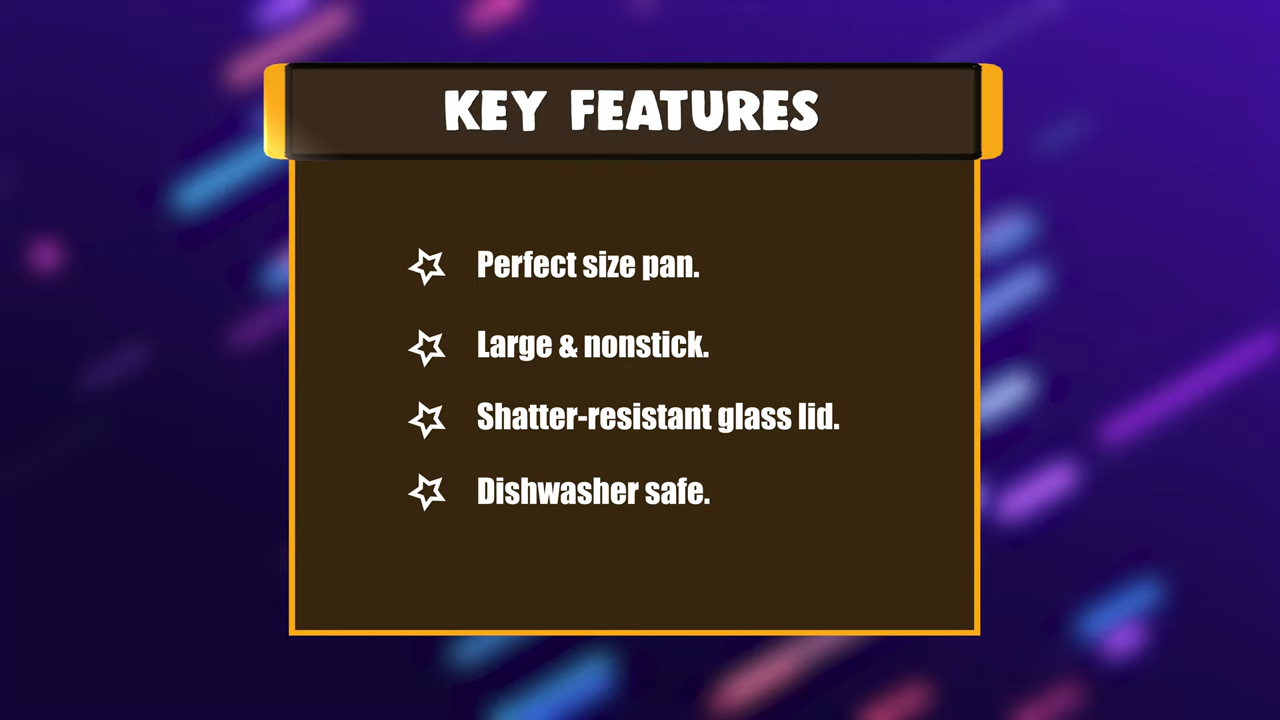 KEY FEATURES
Perfect size pan.
Large & nonstick.
Shatter-resistant glass lid.
Dishwasher safe.